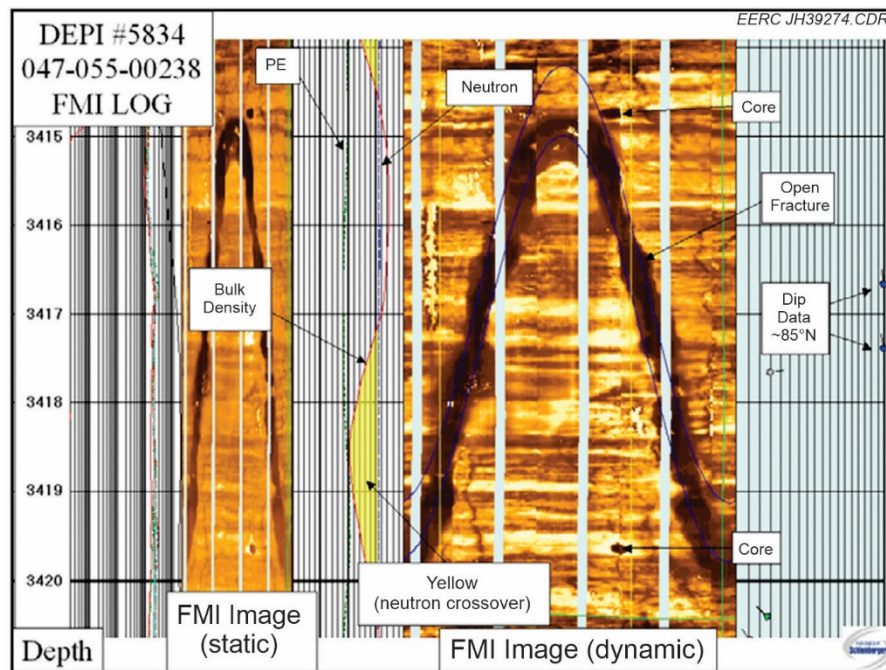 EERC JH39274.CDR
DEPI #5834
047-055-00238
FMI LOG
PE
Neutron
Core
3415
Open
Fracture
3416
Bulk
Density
Dip
Data
~85°N
3417
3418
3419
Yellow
(neutron crossover)
Core
3420
FMI Image
(static)
FMI Image (dynamic)
Depth
Schlumberger